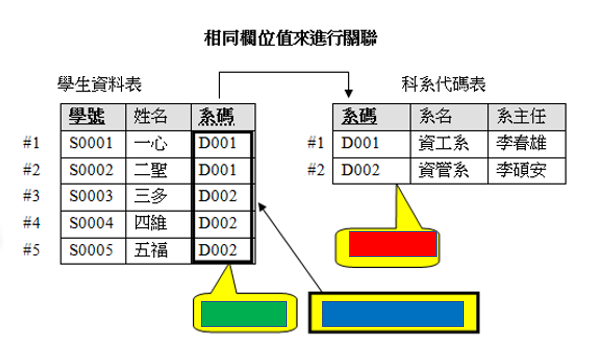 相同欄位值來進行關聯
學生資料表
科系代碼表
學號 姓名 系碼
#1 S0001 一心 D001
#2 S0002 二聖 D001
#3 S0003 三多 D002
#4 S0004 四維 D002
#5 S0005 五福 D002
系碼 系名 系主任
#1 D001 資工系 李春雄
#2 D002 資管系 李碩安